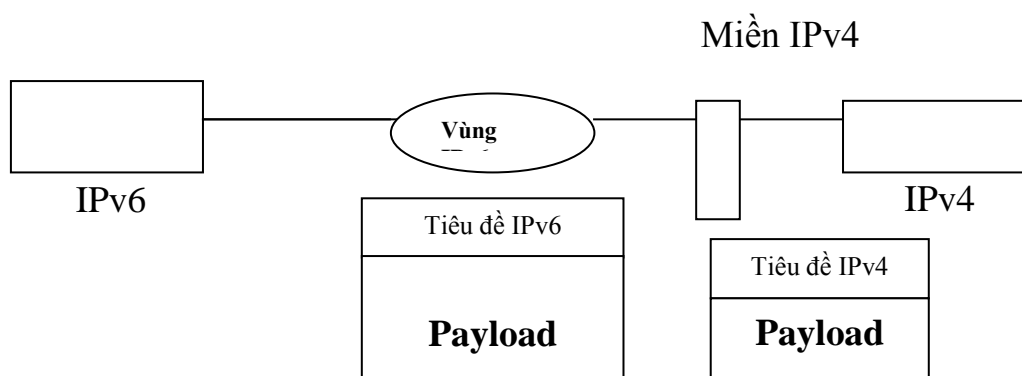 Miền IPv4
Vùng
IPv6
IPv4
Tiêu đề IPv6
Tiêu đề IPv4
Payload
Payload